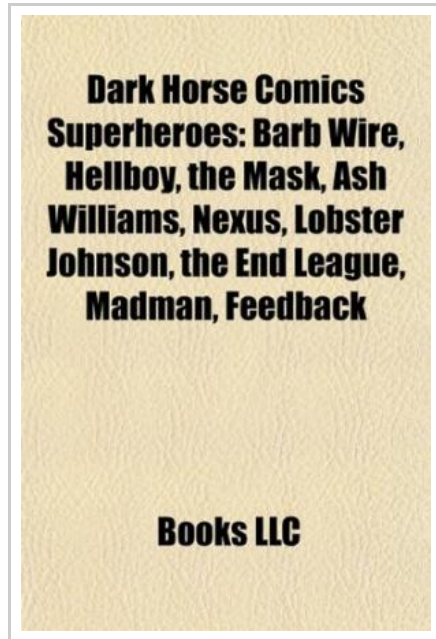 Dark Horse Comics
Superheroes: Barb Wire,
Hellboy, the Mask, Ash
Williams, Nexus, Lobster
Johnson, the End League,
Madman, Feedback
Books LLC